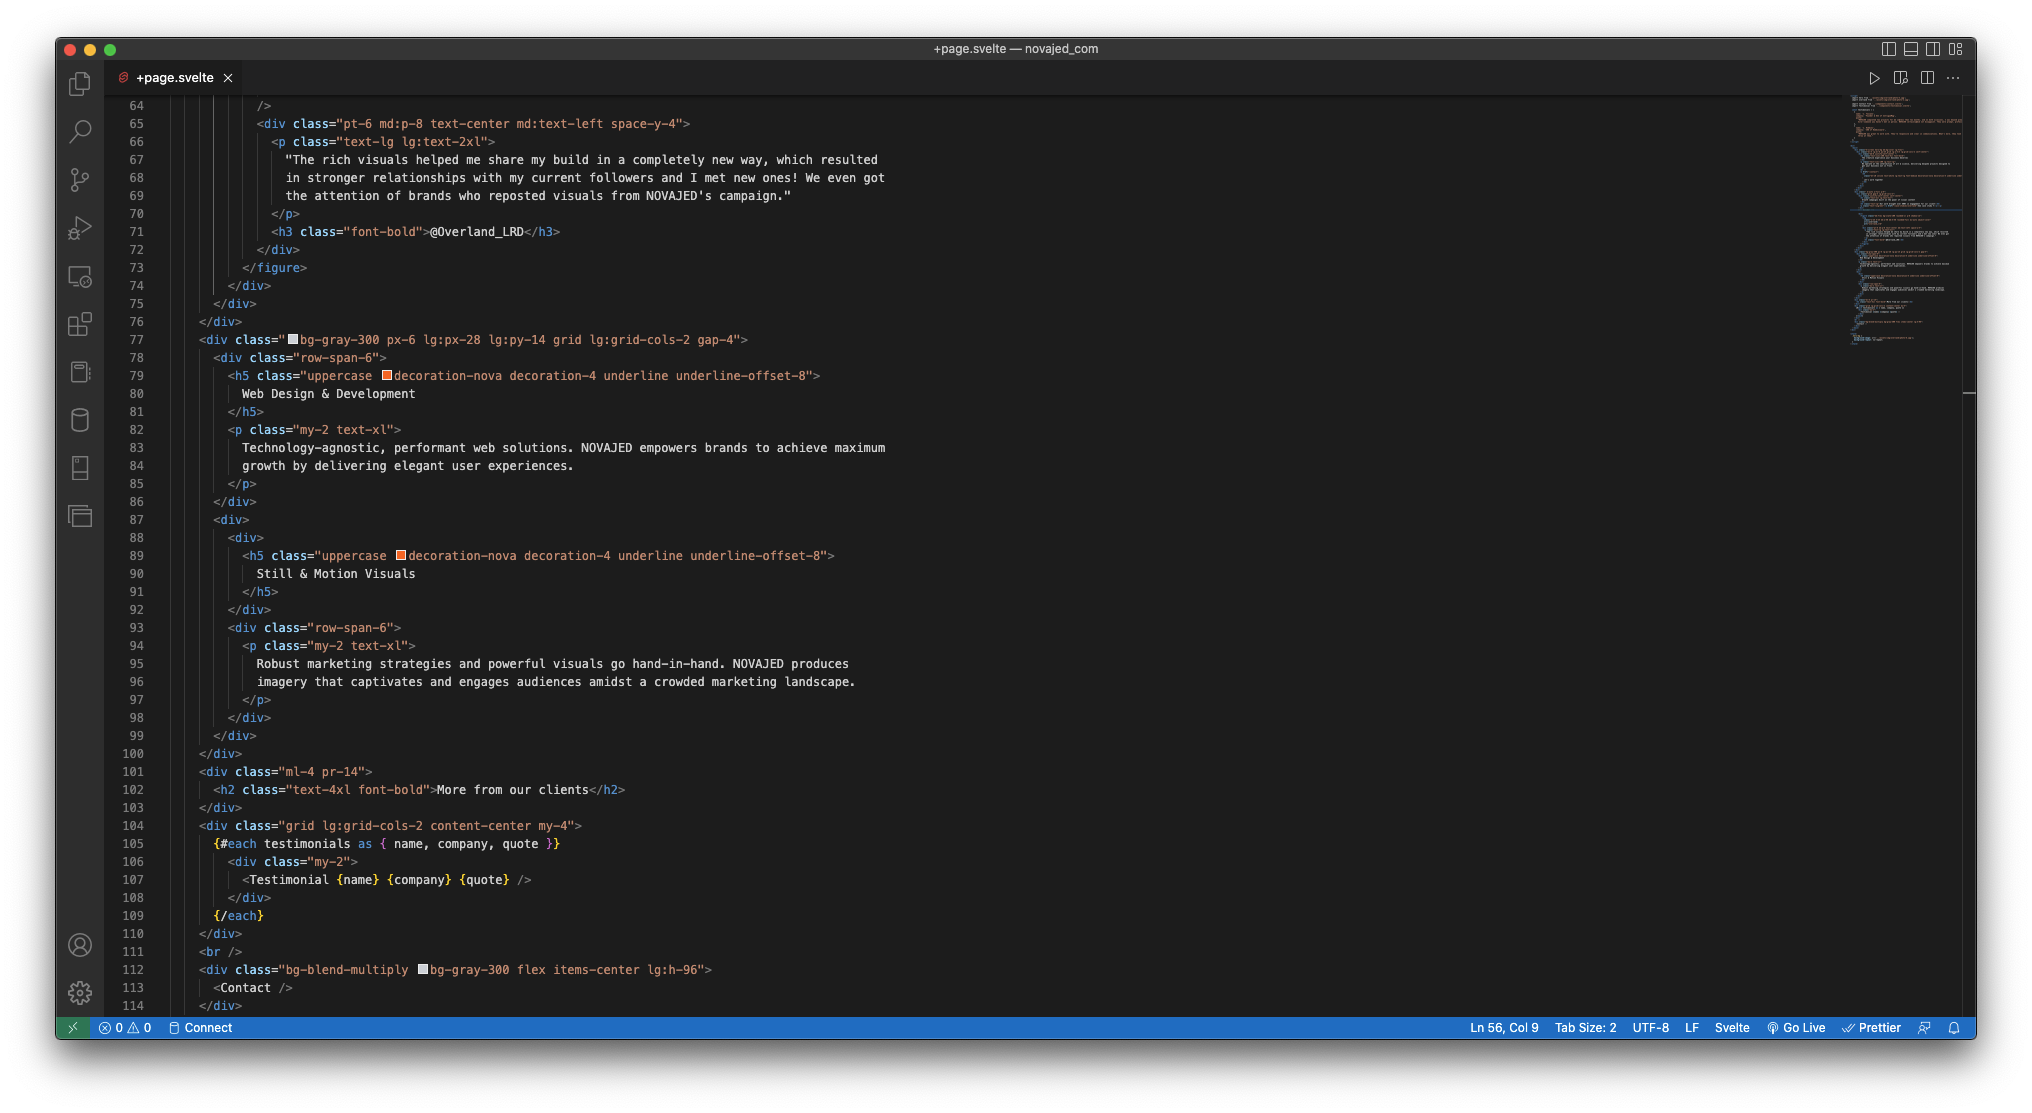 +page.svelte — novajed_com
+page.svelte
64 />
65 <div class="pt-6 md:p-8 text-center md:text-left space-y-4">
66 <p class="text-lg lg:text-2xl">
67 "The rich visuals helped me share my build in a completely new way, which resulted
68 in stronger relationships with my current followers and I met new ones! We even got
69 the attention of brands who reposted visuals from NOVAJED's campaign."
70 </p>
71 <h3 class="font-bold">@Overland_LRD</h3>
72 </div>
73 </figure>
74 </div>
75 </div>
76 </div>
77 <div class="bg-gray-300 px-6 lg:px-28 lg:py-14 grid lg:grid-cols-2 gap-4">
78 <div class="row-span-6">
79 <h5 class="uppercase decoration-nova decoration-4 underline underline-offset-8">
80 Web Design & Development
81 </h5>
82 <p class="my-2 text-xl">
83 Technology-agnostic, performant web solutions. NOVAJED empowers brands to achieve maximum
84 growth by delivering elegant user experiences.
85 </p>
86 </div>
87 <div>
88 <div>
89 <h5 class="uppercase decoration-nova decoration-4 underline underline-offset-8">
90 Still & Motion Visuals
91 </h5>
92 </div>
93 <div class="row-span-6">
94 <p class="my-2 text-xl">
95 Robust marketing strategies and powerful visuals go hand-in-hand. NOVAJED produces
96 imagery that captivates and engages audiences amidst a crowded marketing landscape.
97 </p>
98 </div>
99 </div>
100 </div>
101 <div class="ml-4 pr-14">
102 <h2 class="text-4xl font-bold">More from our clients</h2>
103 </div>
104 <div class="grid lg:grid-cols-2 content-center my-4">
105 {#each testimonials as { name, company, quote }}
106 <div class="my-2">
107 <Testimonial {name} {company} {quote} />
108 </div>
109 {/each}
110 </div>
111 <br />
112 <div class="bg-blend-multiply bg-gray-300 flex items-center lg:h-96">
113 <Contact />
114 </div>
0 0 Connect Ln 56, Col 9 Tab Size: 2 UTF-8 LF Svelte Go Live Prettier